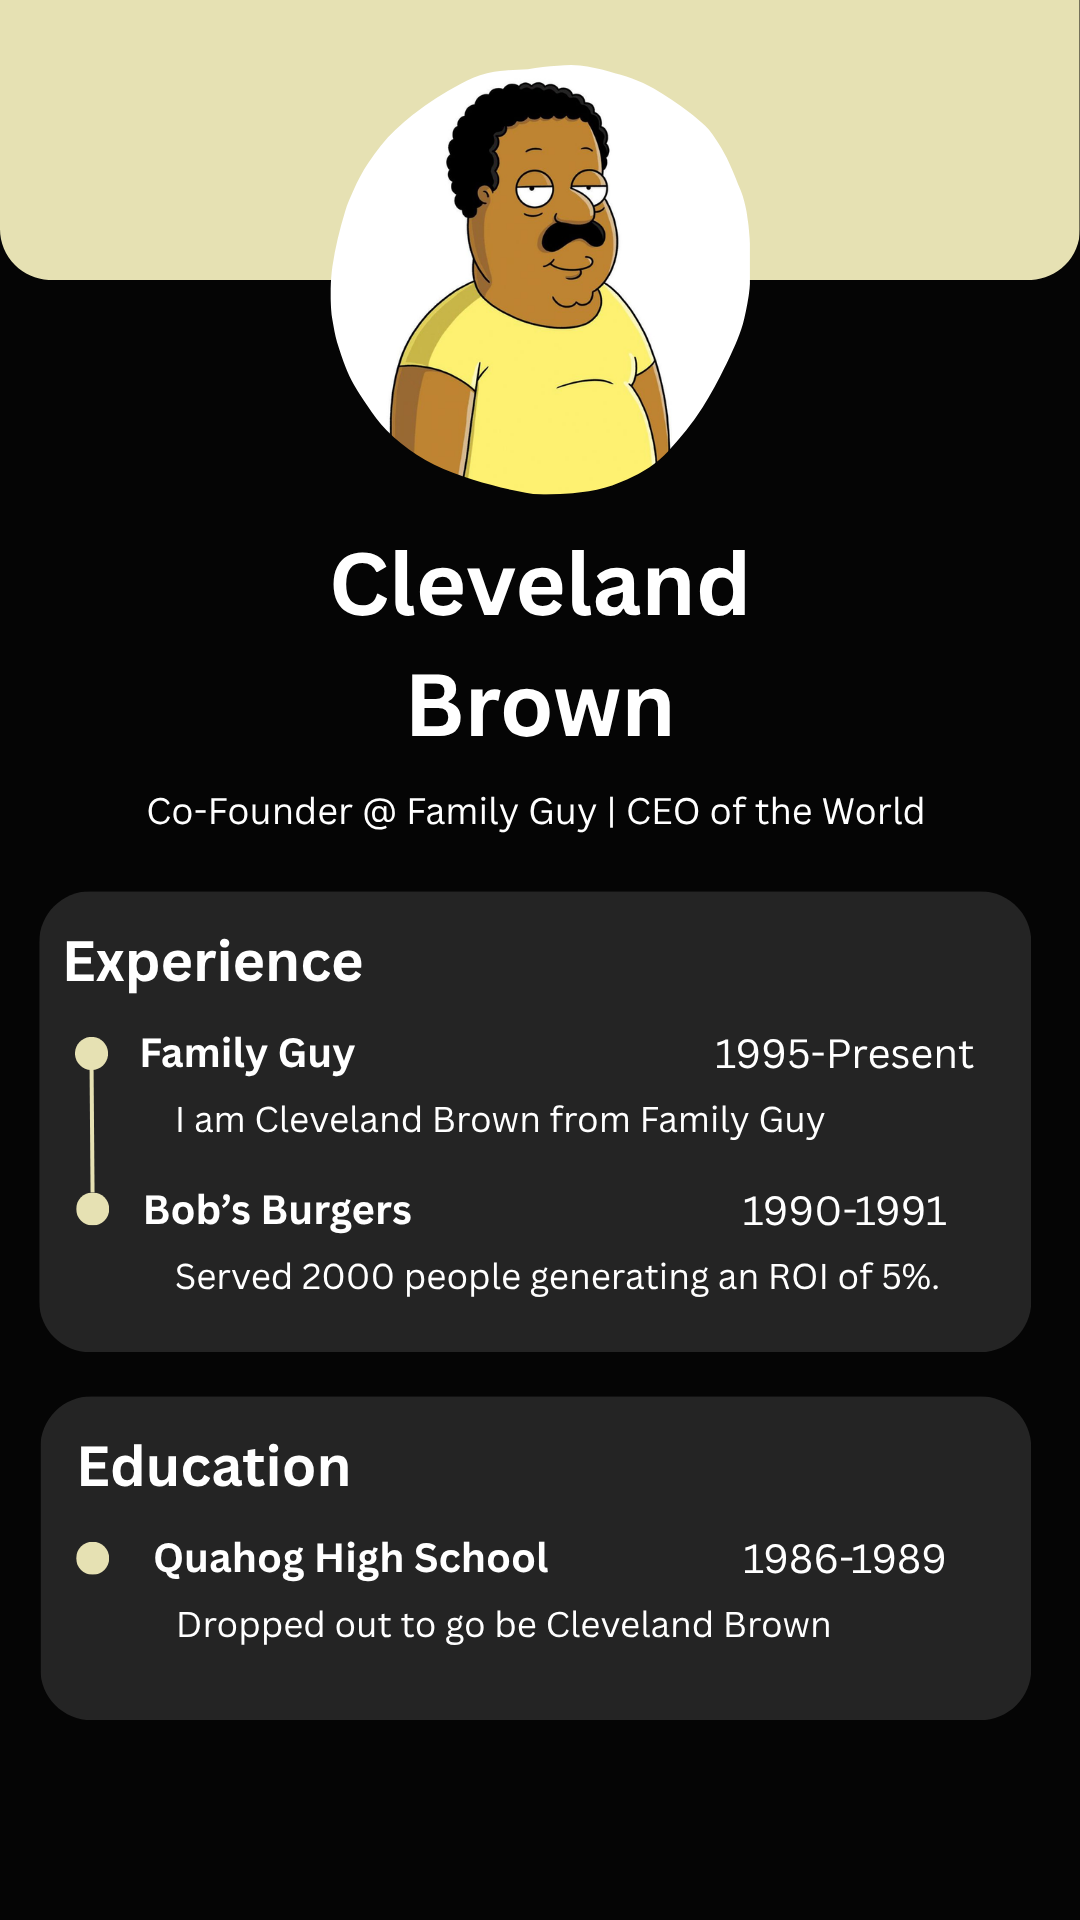 Cleveland
Brown
Co-Founder @ Family Guy | CEO of the World
Experience
Family Guy 1995-Present
I am Cleveland Brown from Family Guy
Bob’s Burgers 1990-1991
Served 2000 people generating an ROI of 5%.
Education
Quahog High School 1986-1989
Dropped out to go be Cleveland Brown